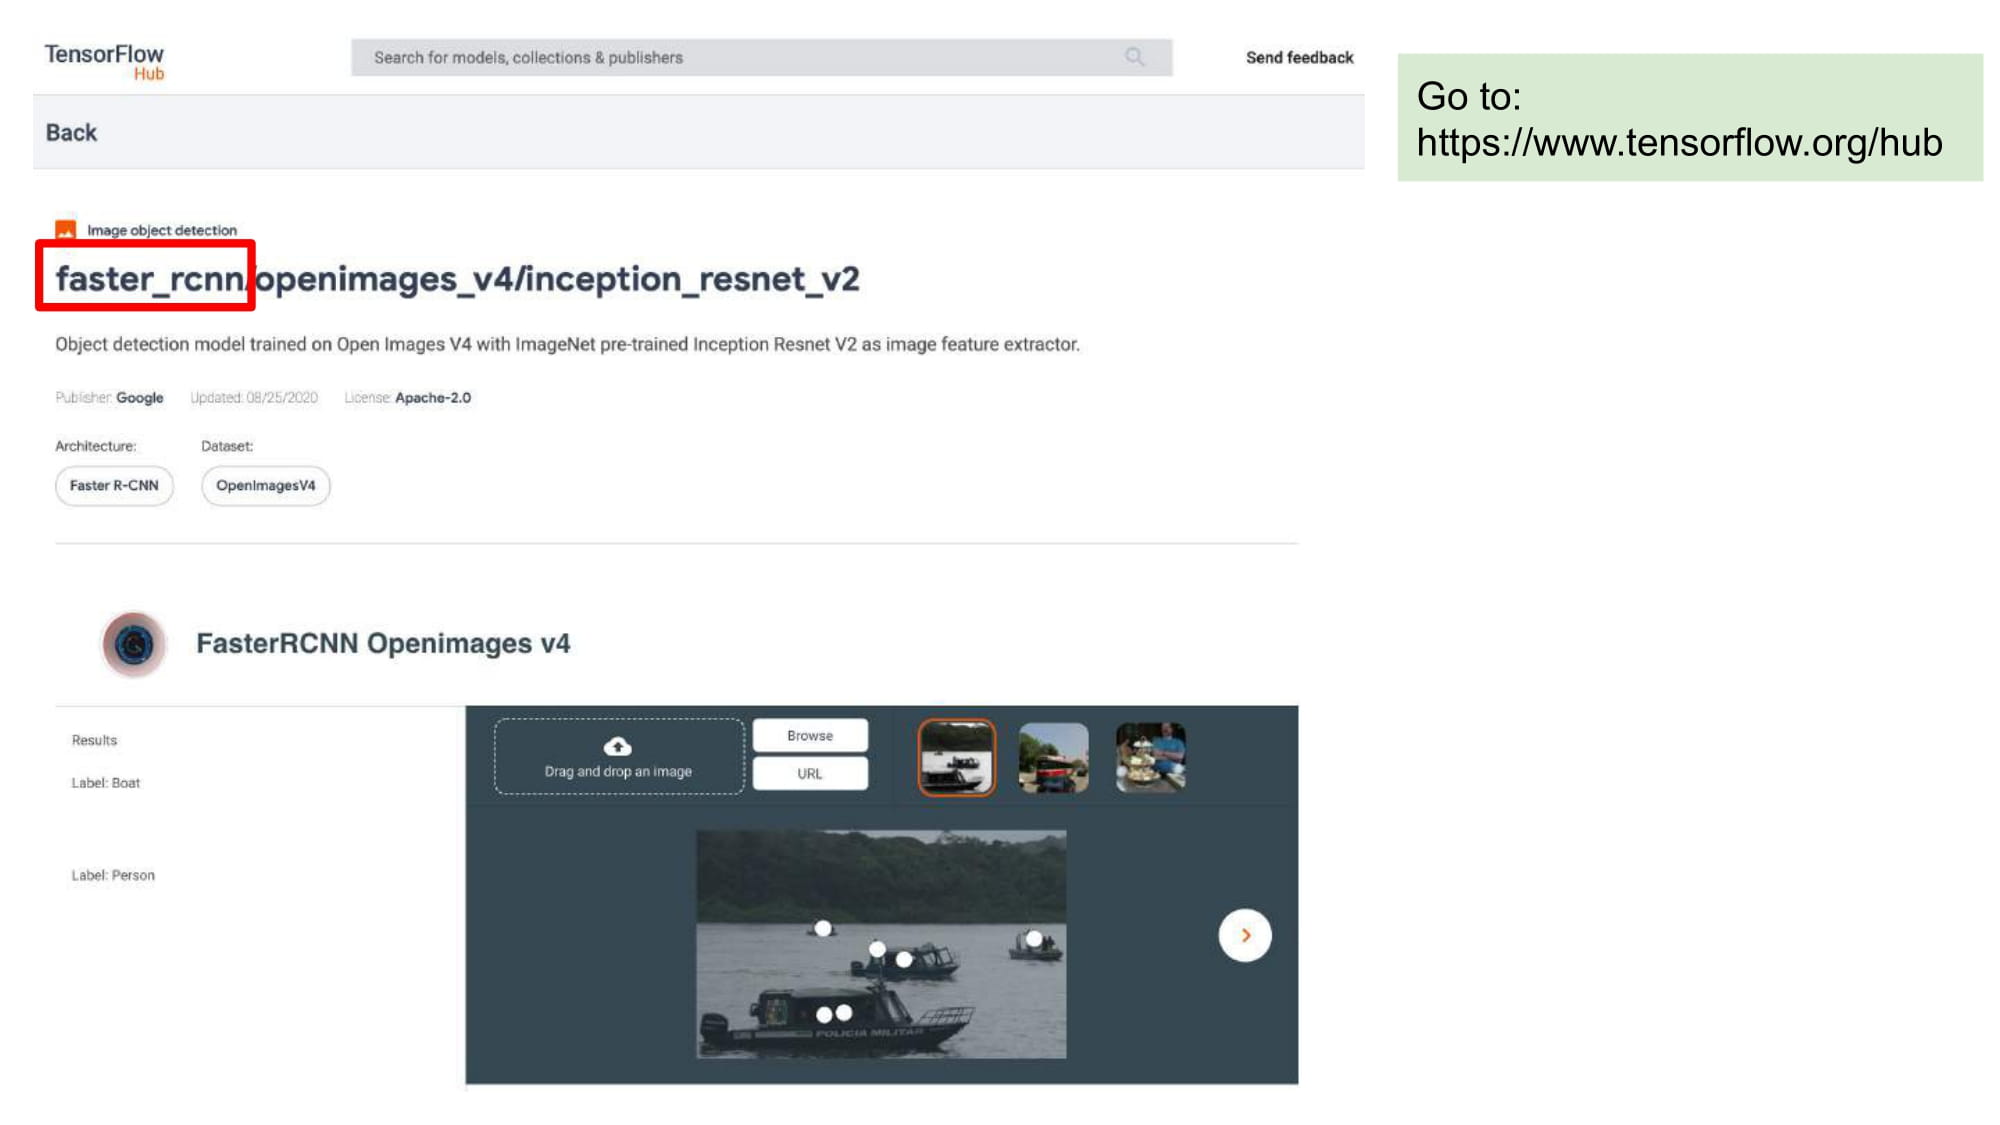 TensorFlow
Hub
Search for models, collections & publishers
Send feedback
Go to:
https://www.tensorflow.org/hub
Back
Image object detection
faster_rcnn/openimages_v4/inception_resnet_v2
Object detection model trained on Open Images V4 with ImageNet pre-trained Inception Resnet V2 as image feature extractor.
Publisher: Google Updated: 08/25/2020 License: Apache-2.0
Architecture: Dataset:
Faster R-CNN OpenImagesV4
FasterRCNN Openimages v4
Results
Label: Boat
Label: Person
Drag and drop an image
Browse
URL
POLICIA MILITAR